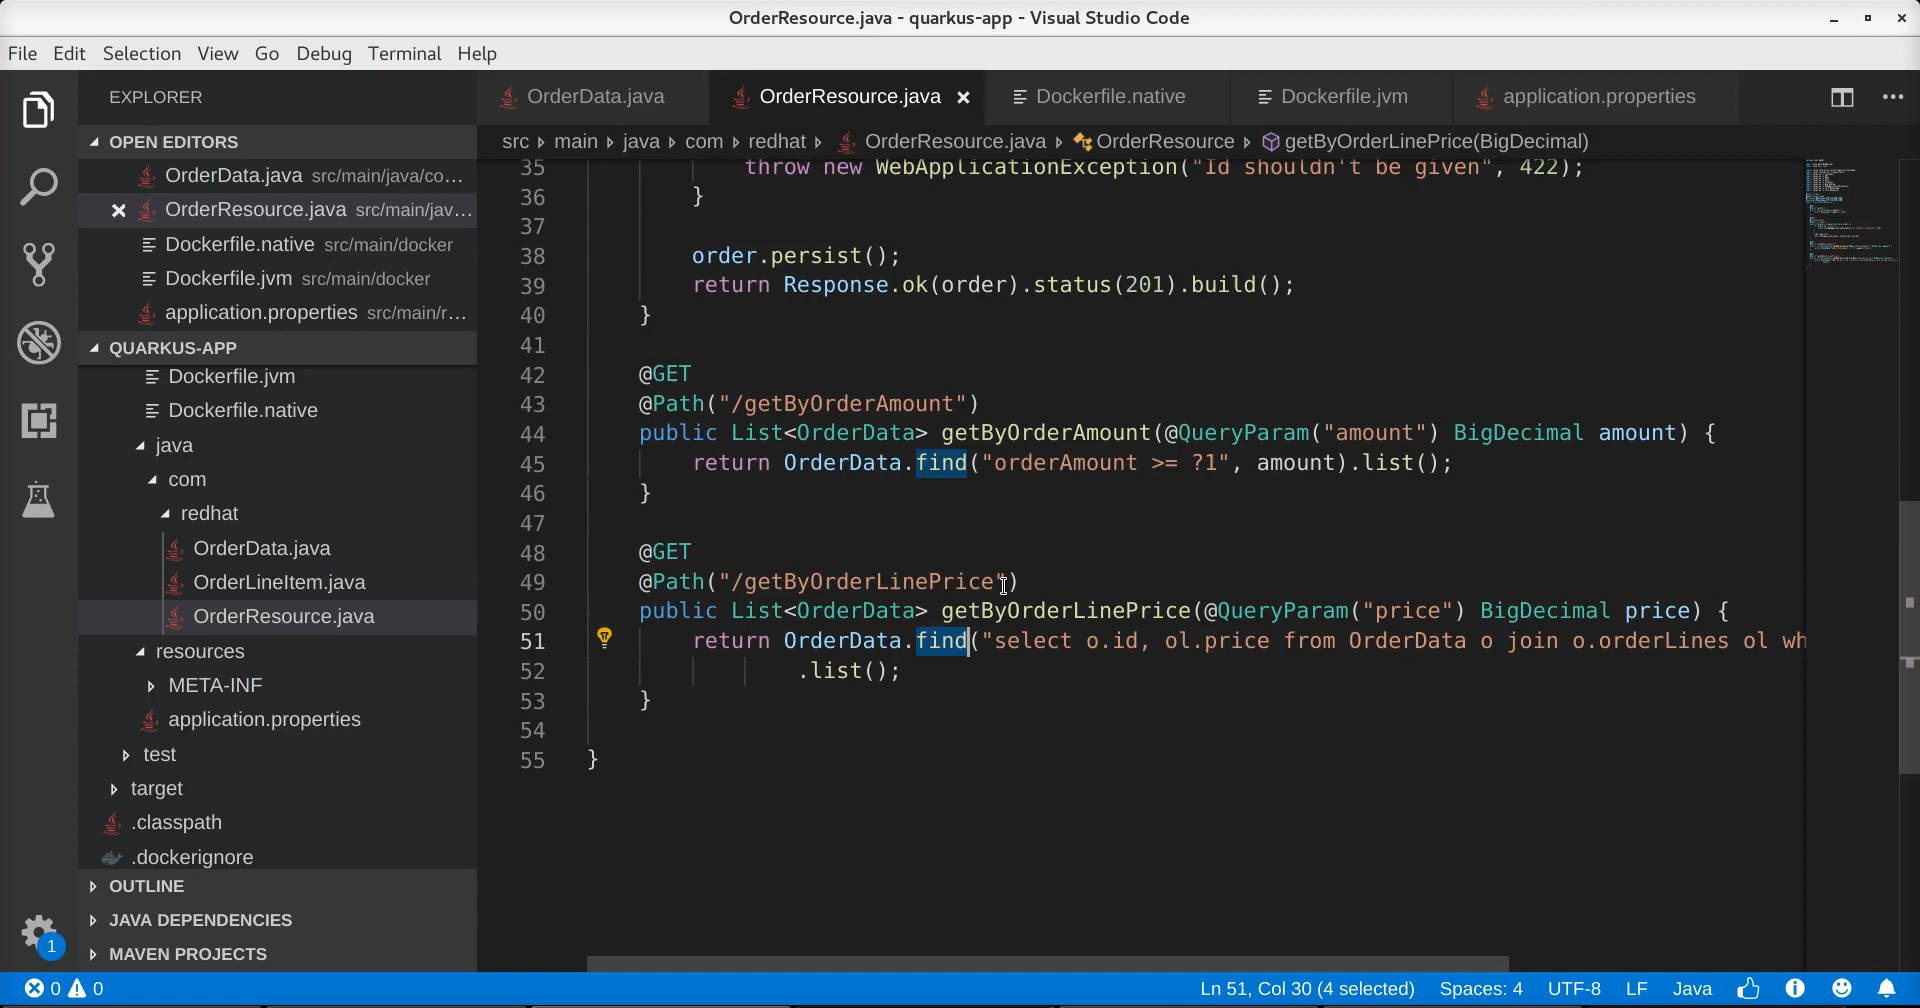 OrderResource.java - quarkus-app - Visual Studio Code
File Edit Selection View Go Debug Terminal Help
EXPLORER
OPEN EDITORS
OrderData.java src/main/java/co...
OrderResource.java src/main/jav...
Dockerfile.native src/main/docker
Dockerfile.jvm src/main/docker
application.properties src/main/r...
QUARKUS-APP
Dockerfile.jvm
Dockerfile.native
java
com
redhat
OrderData.java
OrderLineItem.java
OrderResource.java
resources
META-INF
application.properties
test
target
.classpath
.dockerignore
OUTLINE
JAVA DEPENDENCIES
MAVEN PROJECTS
1
OrderData.java OrderResource.java Dockerfile.native Dockerfile.jvm application.properties
src main java com redhat OrderResource.java OrderResource getByOrderLinePrice(BigDecimal)
35 throw new WebApplicationException("Id shouldn't be given", 422);
36 }
37
38 order.persist();
39 return Response.ok(order).status(201).build();
40 }
41
42 @GET
43 @Path("/getByOrderAmount")
44 public List<OrderData> getByOrderAmount(@QueryParam("amount") BigDecimal amount) {
45 return OrderData.find("orderAmount >= ?1", amount).list();
46 }
47
48 @GET
49 @Path("/getByOrderLinePrice")
50 public List<OrderData> getByOrderLinePrice(@QueryParam("price") BigDecimal price) {
51 return OrderData.find("select o.id, ol.price from OrderData o join o.orderLines ol wh
52 .list();
53 }
54
55 }
0 0 Ln 51, Col 30 (4 selected) Spaces: 4 UTF-8 LF Java